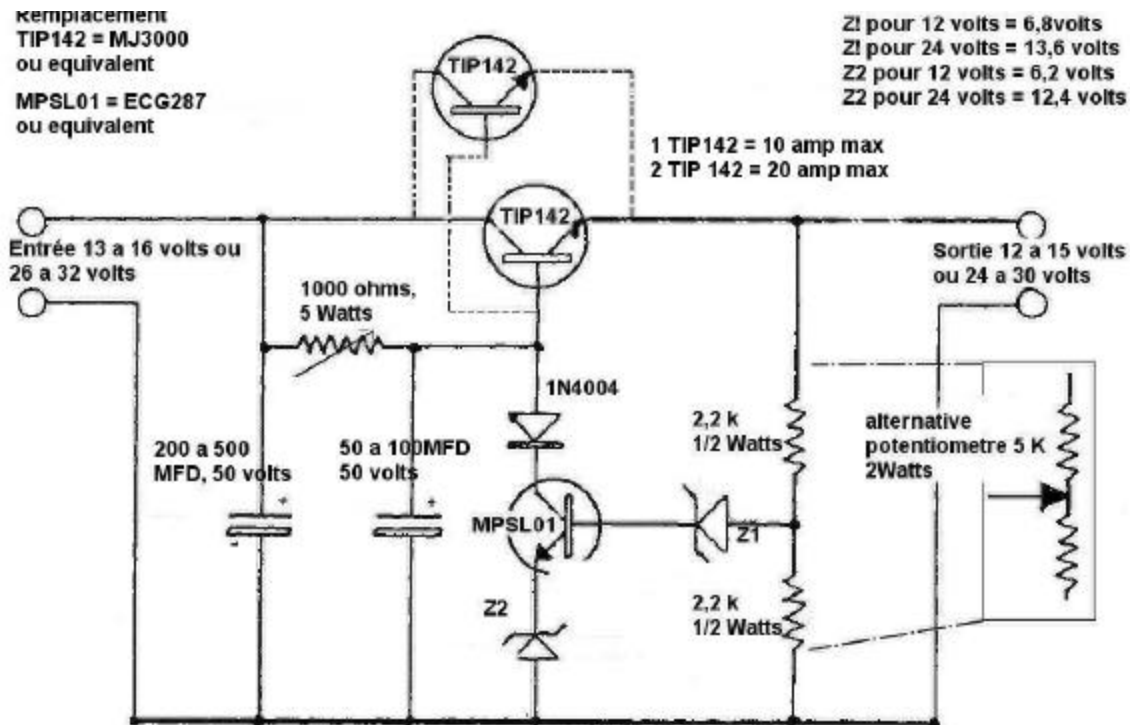 Remplacement
TIP142 = MJ3000
ou equivalent
MPSL01 = ECG287
ou equivalent
TIP142
Z! pour 12 volts = 6,8volts
Z! pour 24 volts = 13,6 volts
Z2 pour 12 volts = 6,2 volts
Z2 pour 24 volts = 12,4 volts
1 TIP142 = 10 amp max
2 TIP 142 = 20 amp max
TIP142
Entrée 13 a 16 volts ou
26 a 32 volts
Sortie 12 a 15 volts
ou 24 a 30 volts
1000 ohms,
5 Watts
1N4004
200 a 500
MFD, 50 volts
+
-
50 a 100MFD
50 volts
+
MPSL01
Z1
Z2
2,2 k
1/2 Watts
2,2 k
1/2 Watts
alternative
potentiometre 5 K
2Watts